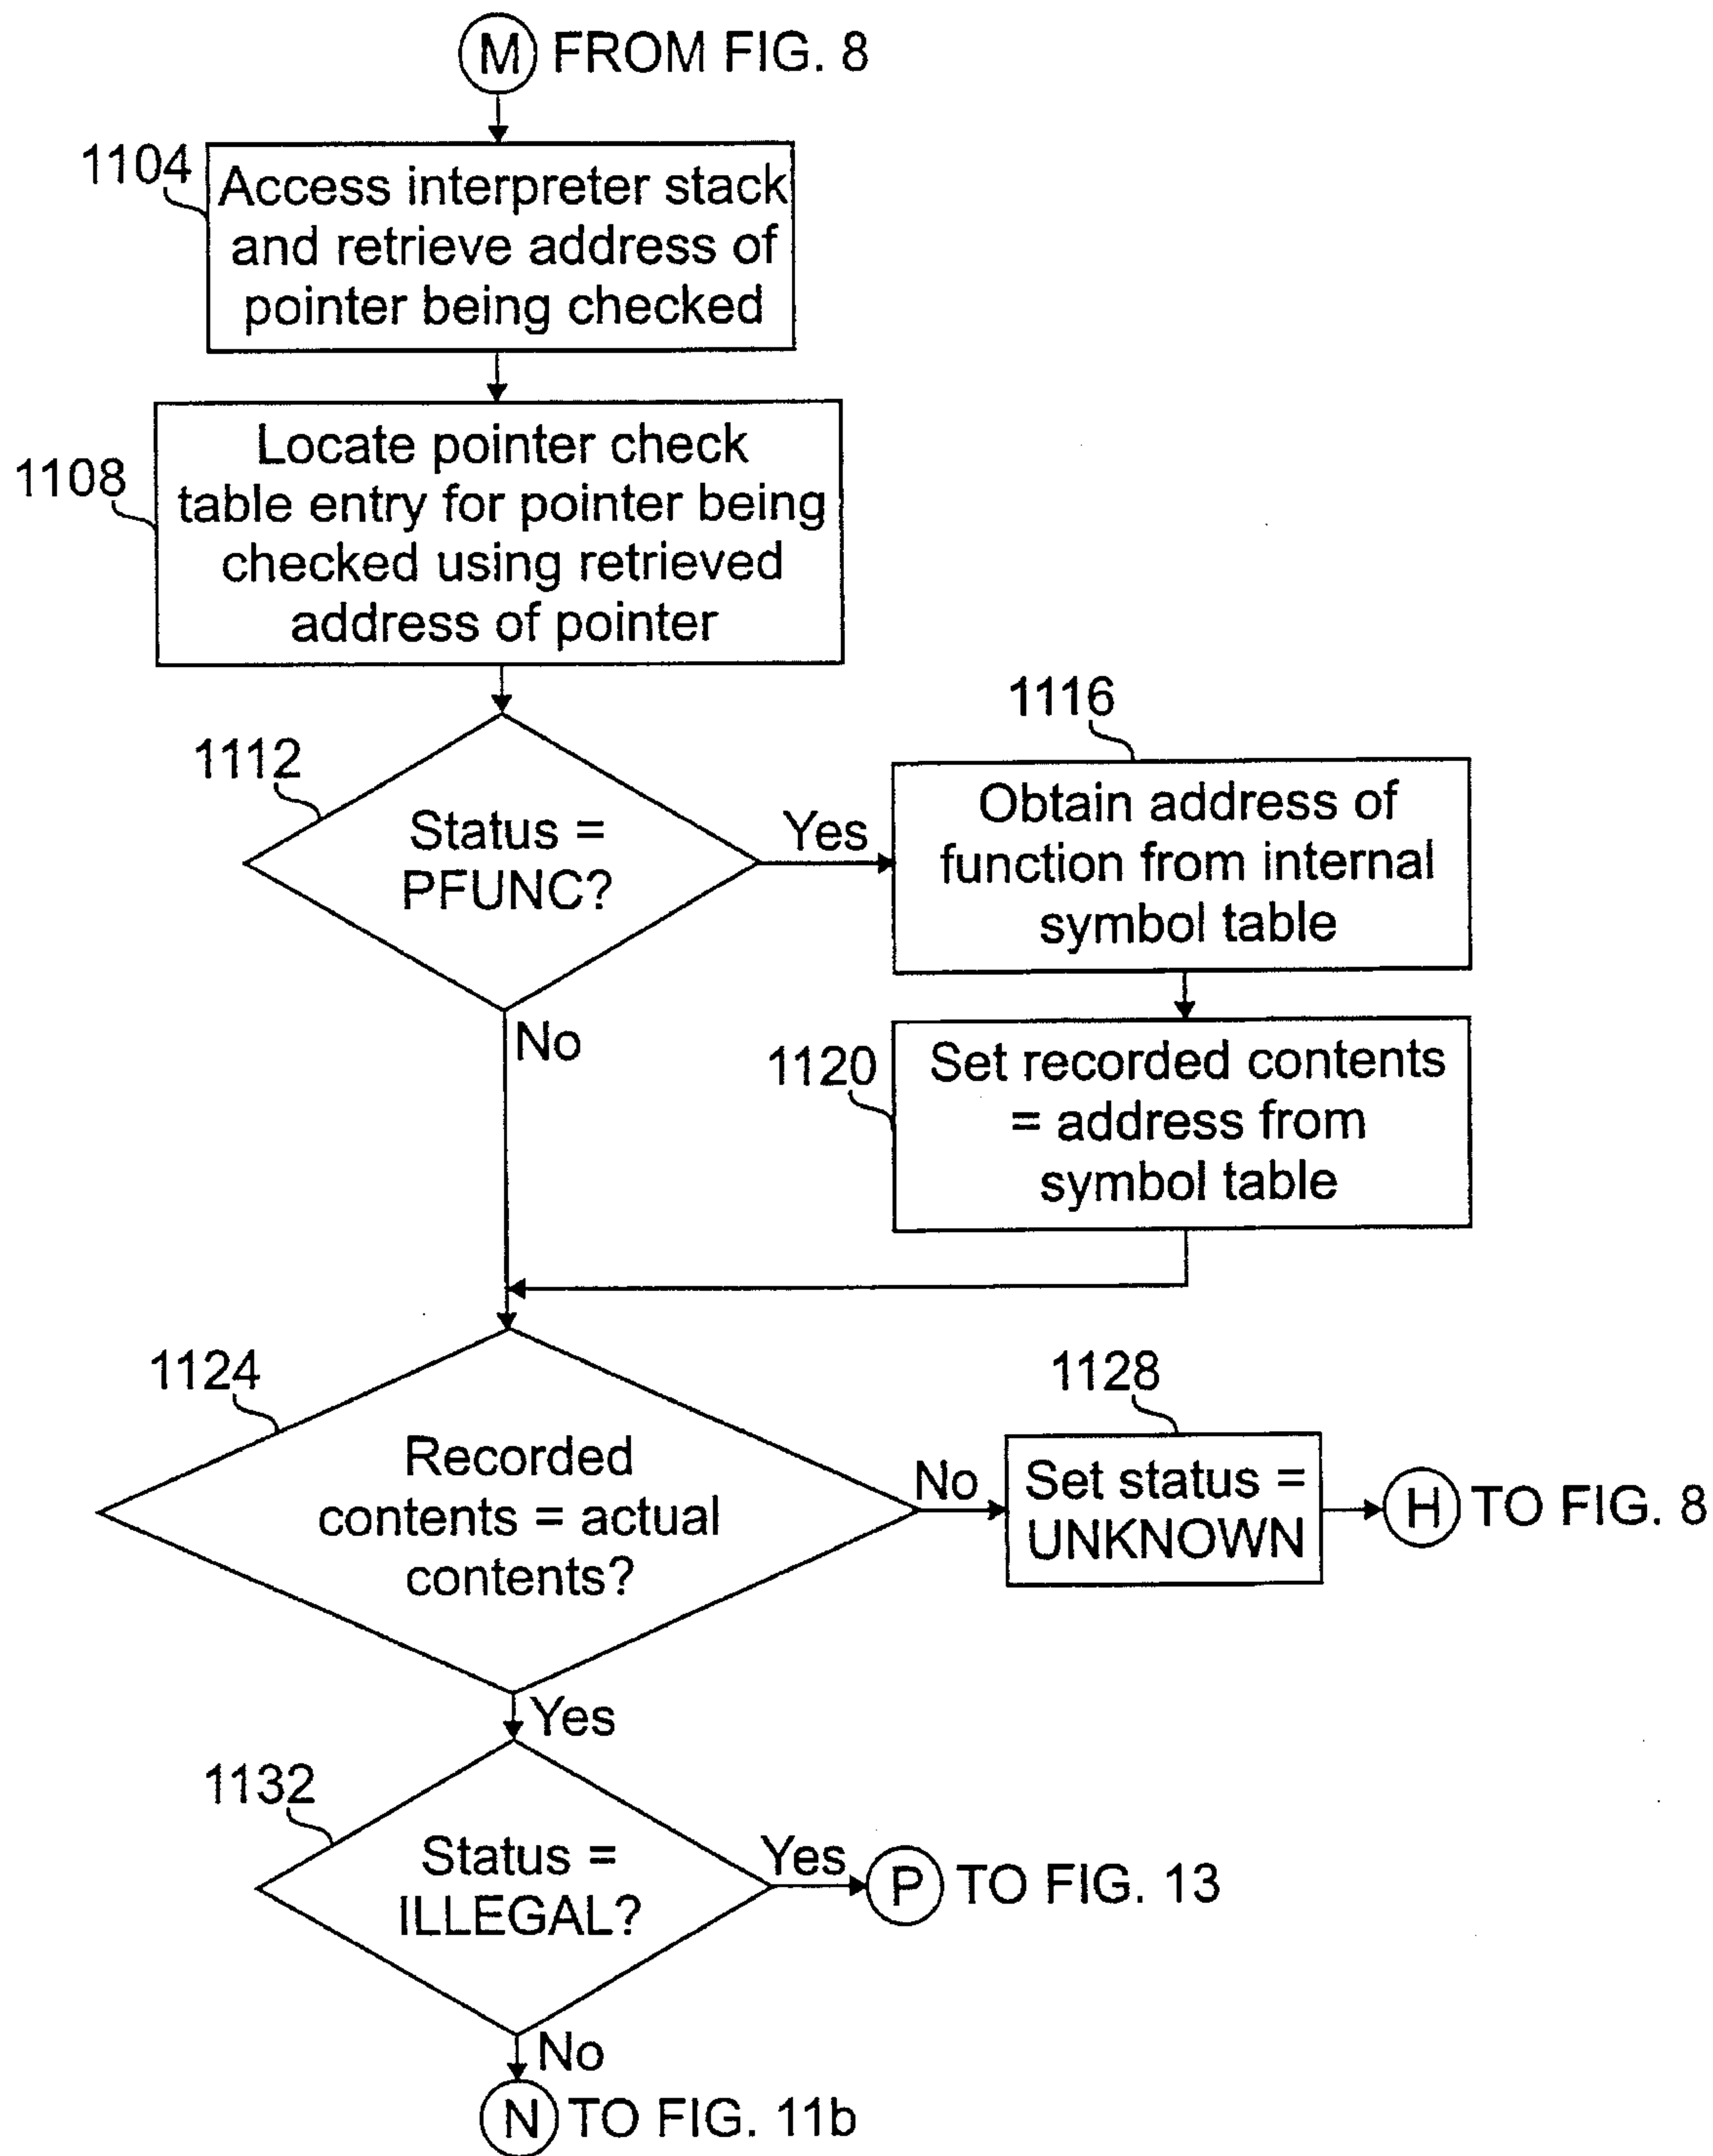 M FROM FIG. 8
1104
Access interpreter stack
and retrieve address of
pointer being checked
1108
Locate pointer check
table entry for pointer being
checked using retrieved
address of pointer
1112
Status =
PFUNC?
Yes
No
1116
Obtain address of
function from internal
symbol table
1120
Set recorded contents
= address from
symbol table
1124
Recorded
contents = actual
contents?
No
Yes
1128
Set status =
UNKNOWN
H TO FIG. 8
1132
Status =
ILLEGAL?
Yes
P TO FIG. 13
No
N TO FIG. 11b